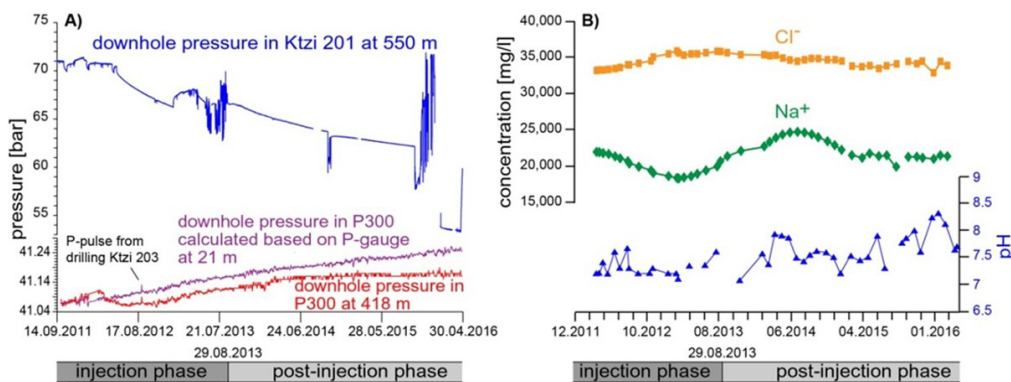 A)
75
70
65
60
55
41.24
41.14
41.04
pressure [bar]
downhole pressure in Ktzi 201 at 550 m
downhole pressure in P300
calculated based on P-gauge
at 21 m
P-pulse from
drilling Ktzi 203
downhole pressure in
P300 at 418 m
14.09.2011 17.08.2012 21.07.2013 24.06.2014 28.05.2015 30.04.2016
29.08.2013
injection phase post-injection phase
B)
40,000
35,000
30,000
25,000
20,000
15,000
concentration [mg/l]
Cl⁻
Na⁺
9
8.5
8
7.5
7
6.5
pH
12.2011 10.2012 08.2013 06.2014 04.2015 01.2016
29.08.2013
injection phase post-injection phase